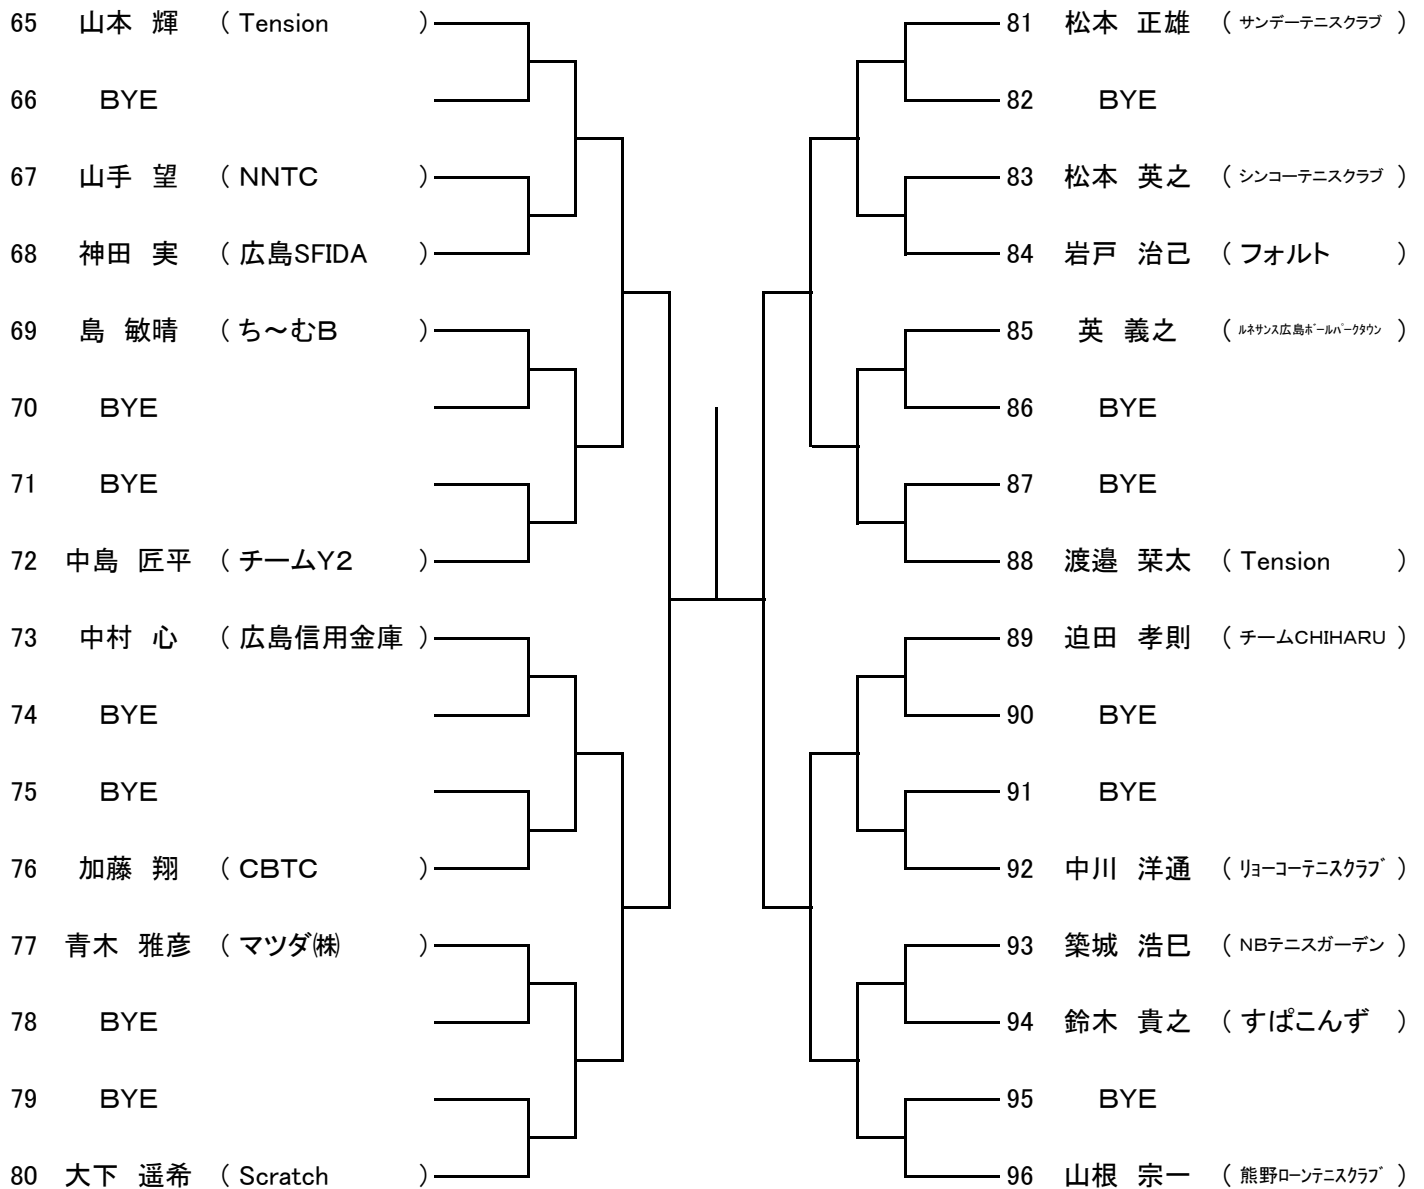 65 山本 輝 ( Tension )
66 BYE
67 山手 望 ( NNTC )
68 神田 実 ( 広島SFIDA )
69 島 敏晴 ( ち～むB )
70 BYE
71 BYE
72 中島 匠平 ( チームY2 )
73 中村 心 ( 広島信用金庫 )
74 BYE
75 BYE
76 加藤 翔 ( CBTC )
77 青木 雅彦 ( マツダ㈱ )
78 BYE
79 BYE
80 大下 遥希 ( Scratch )
81 松本 正雄 ( サンデーテニスクラブ )
82 BYE
83 松本 英之 ( シンコーテニスクラブ )
84 岩戸 治己 ( フォルト )
85 英 義之 ( ﾙﾈｻﾝｽ広島ﾎﾞｰﾙﾊﾟｰｸﾀｳﾝ )
86 BYE
87 BYE
88 渡邉 栞太 ( Tension )
89 迫田 孝則 ( チームCHIHARU )
90 BYE
91 BYE
92 中川 洋通 ( ﾘｮｰｺｰﾃﾆｽｸﾗﾌﾞ )
93 築城 浩巳 ( NBテニスガーデン )
94 鈴木 貴之 ( すぱこんず )
95 BYE
96 山根 宗一 ( 熊野ﾛｰﾝﾃﾆｽｸﾗﾌﾞ )